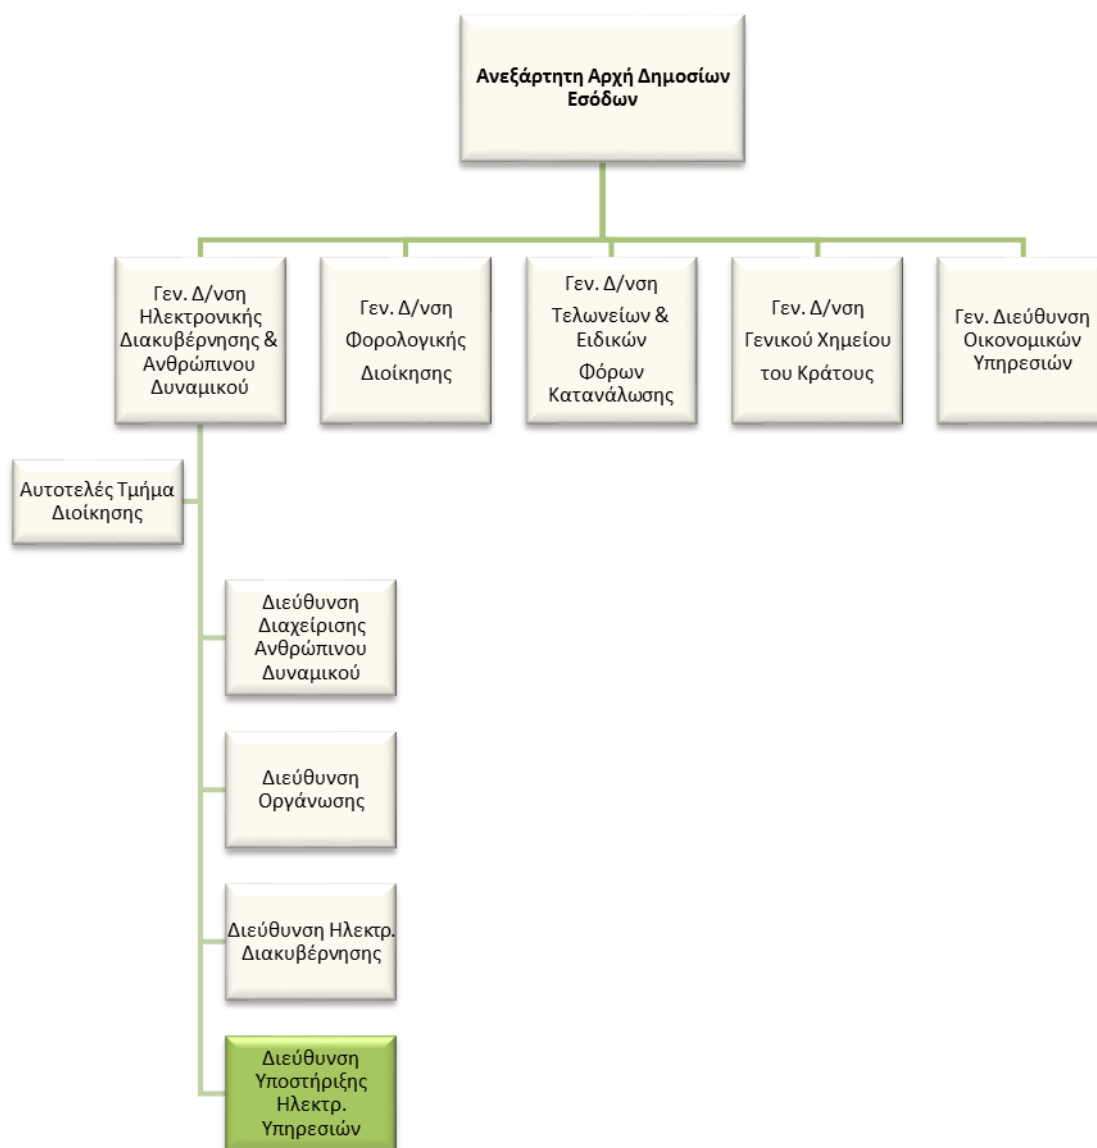 Ανεξάρτητη Αρχή Δημοσίων
Εσόδων
Γεν. Δ/νση
Ηλεκτρονικής
Διακυβέρνησης &
Ανθρώπινου
Δυναμικού
Γεν. Δ/νση
Φορολογικής
Διοίκησης
Γεν. Δ/νση
Τελωνείων &
Ειδικών
Φόρων
Κατανάλωσης
Γεν. Δ/νση
Γενικού Χημείου
του Κράτους
Γεν. Διεύθυνση
Οικονομικών
Υπηρεσιών
Αυτοτελές Τμήμα
Διοίκησης
Διεύθυνση
Διαχείρισης
Ανθρώπινου
Δυναμικού
Διεύθυνση
Οργάνωσης
Διεύθυνση Ηλεκτρ.
Διακυβέρνησης
Διεύθυνση
Υποστήριξης
Ηλεκτρ.
Υπηρεσιών